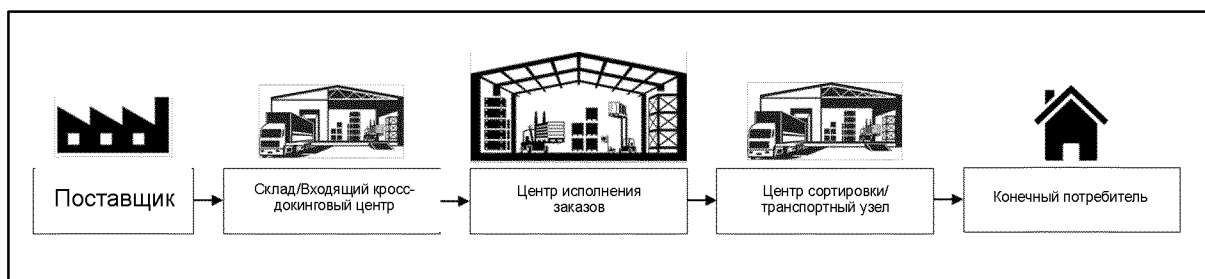 Поставщик
Склад/Входящий кросс-
докинговый центр
Центр исполнения
заказов
Центр сортировки/
транспортный узел
Конечный потребитель